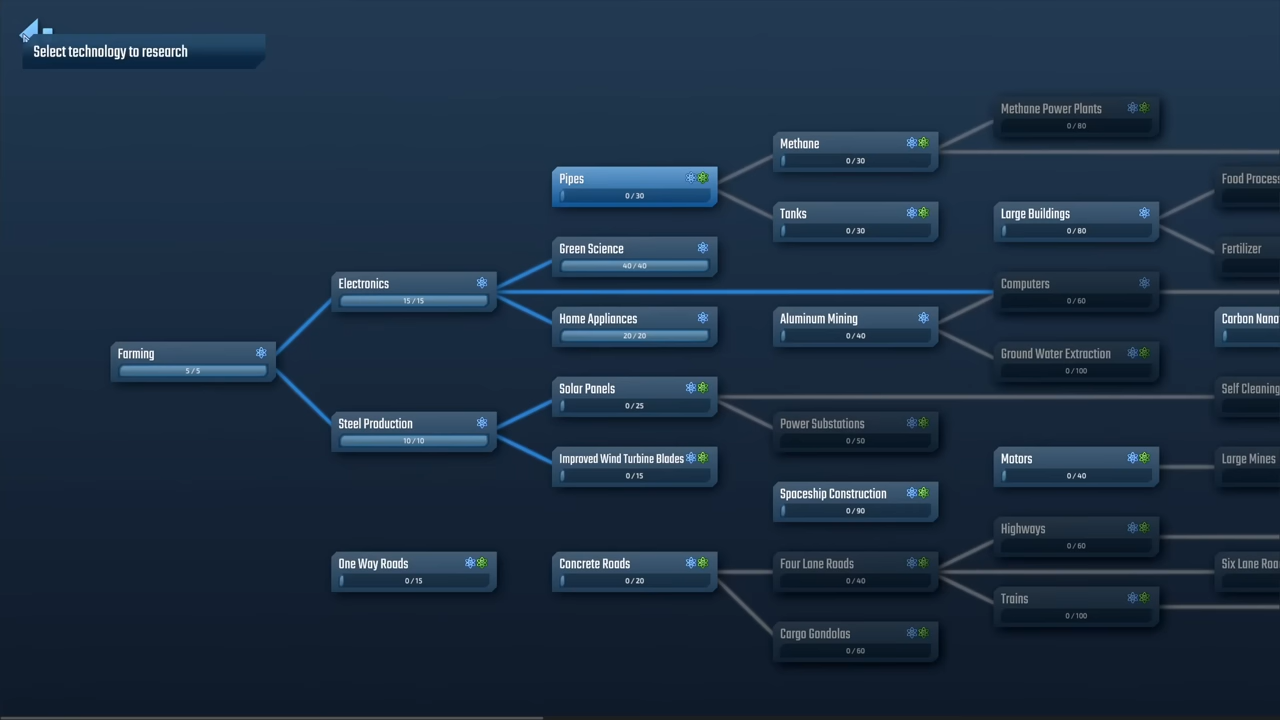 Select technology to research
Methane Power Plants
0/80
Methane
0/30
Pipes
0/30
Food Process
Tanks
0/30
Large Buildings
0/80
Green Science
40/40
Fertilizer
Electronics
15/15
Computers
0/60
Home Appliances
20/20
Aluminum Mining
0/40
Carbon Nano
Farming
5/5
Ground Water Extraction
0/100
Solar Panels
0/25
Self Cleaning
Steel Production
10/10
Power Substations
0/50
Improved Wind Turbine Blades
0/15
Motors
0/40
Large Mines
Spaceship Construction
0/90
Highways
0/60
One Way Roads
0/15
Concrete Roads
0/20
Four Lane Roads
0/40
Six Lane Roa
Trains
0/100
Cargo Gondolas
0/60